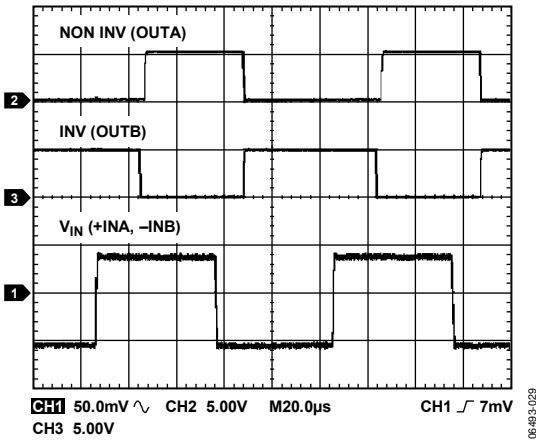 NON INV (OUTA)
2
INV (OUTB)
3
VIN (+INA, –INB)
1
CH1 50.0mV CH2 5.00V M20.0µs CH1 7mV
CH3 5.00V
06493-029